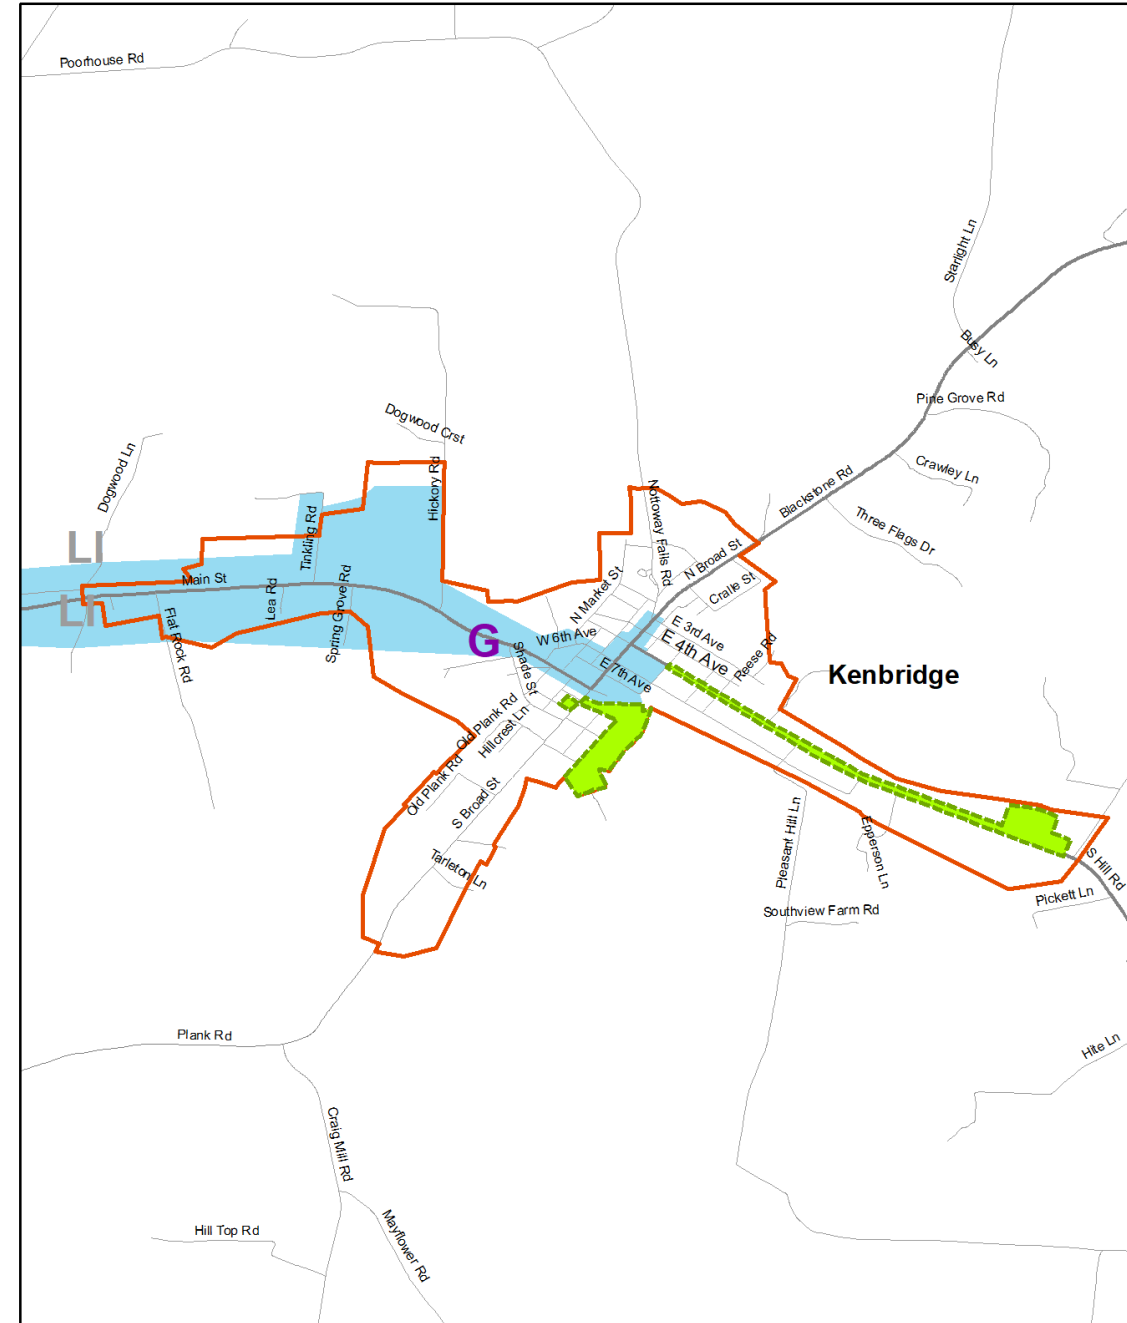 Poorhouse Rd
Starlight Ln
Busy Ln
Pine Grove Rd
Dogwood Crst
Dogwood Ln
Hickory Rd
Crawley Ln
Nottoway Falls Rd
Blackstone Rd
Three Flags Dr
Tinkling Rd
LI
N Broad St
Main St
Lea Rd
Spring Grove Rd
N Market St
Cralle St
LI
Flat Rock Rd
G
W 6th Ave
E 3rd Ave
E 4th Ave
Reese Rd
Shade St
E 7th Ave
Kenbridge
Old Plank Rd
Hillcrest Ln
Old Plank Rd
S Broad St
Pleasant Hill Ln
Epperson Ln
Tarleton Ln
S Hill Rd
Pickett Ln
Southview Farm Rd
Plank Rd
Hite Ln
Craig Mill Rd
Hill Top Rd
Mayflower Rd